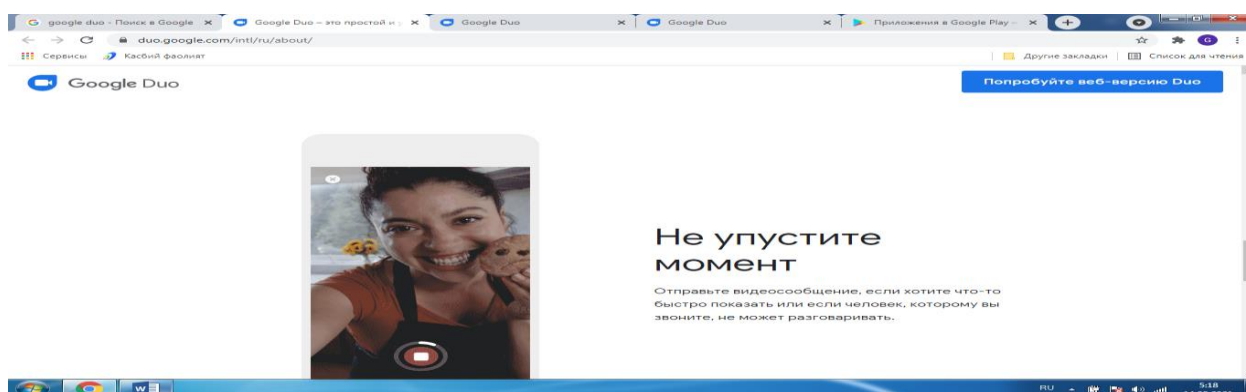 google duo - Поиск в Google
Google Duo – это простой и
Google Duo
Google Duo
Приложения в Google Play –
duo.google.com/intl/ru/about/
G
Сервисы
Касбий фаолият
Другие закладки
Список для чтения
Google Duo
Попробуйте веб-версию Duo
Не упустите
момент
Отправьте видеосообщение, если хотите что-то
быстро показать или если человек, которому вы
звоните, не может разговаривать.
RU
5:18